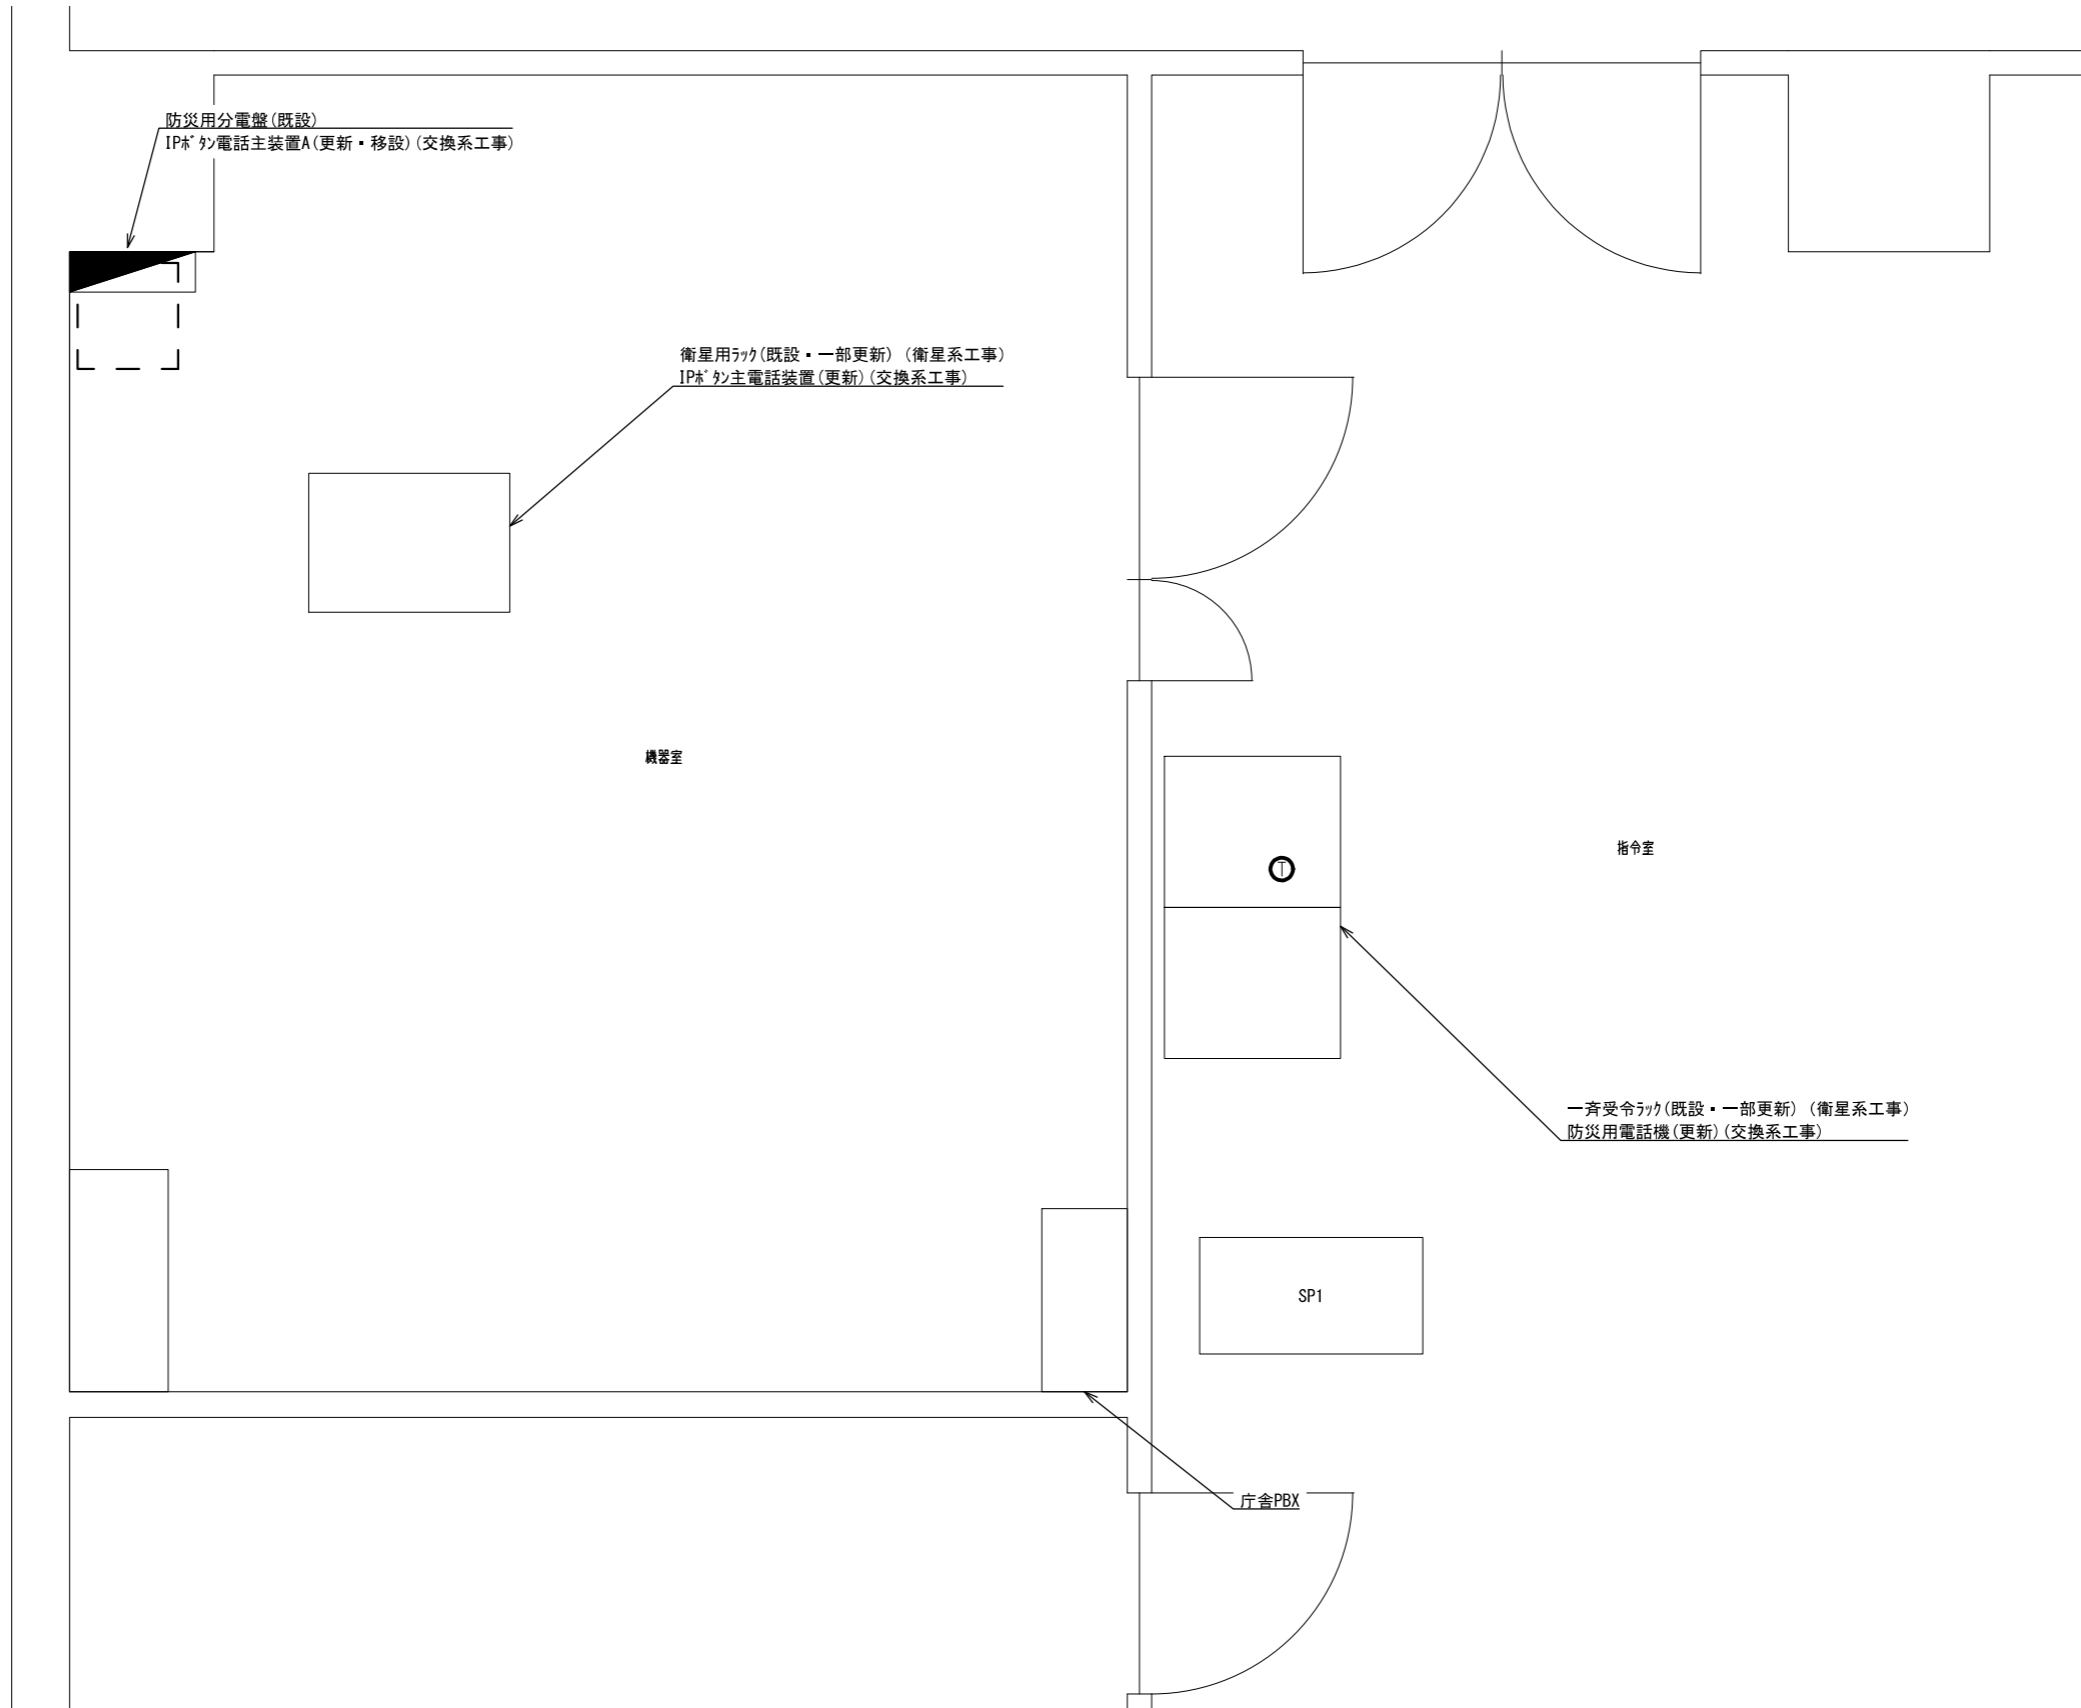 防災用分電盤(既設)
IPﾎﾞﾀﾝ電話主装置A(更新・移設)(交換系工事)
衛星用ﾗｯｸ(既設・一部更新)(衛星系工事)
IPﾎﾞﾀﾝ主電話装置(更新)(交換系工事)
機器室
指令室
T
一斉受令ﾗｯｸ(既設・一部更新)(衛星系工事)
防災用電話機(更新)(交換系工事)
SP1
庁舎PBX